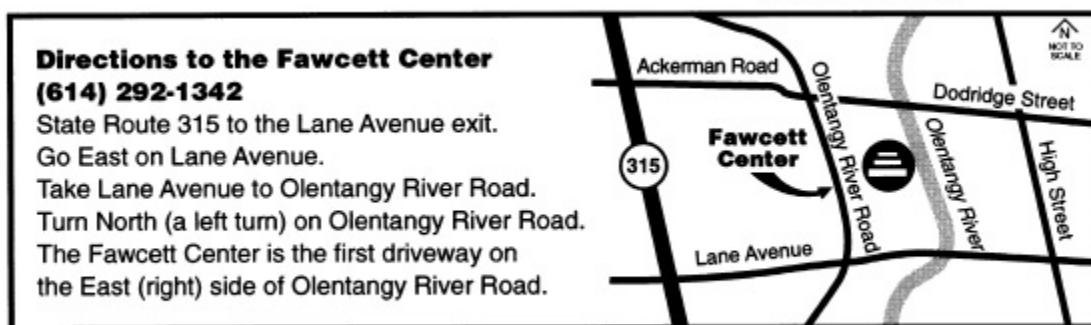 Directions to the Fawcett Center
(614) 292-1342
State Route 315 to the Lane Avenue exit.
Go East on Lane Avenue.
Take Lane Avenue to Olentangy River Road.
Turn North (a left turn) on Olentangy River Road.
The Fawcett Center is the first driveway on
the East (right) side of Olentangy River Road.
N
NOT TO
SCALE
Ackerman Road
Olentangy River Road
Dodridge Street
Fawcett
Center
315
Olentangy River
High Street
Lane Avenue